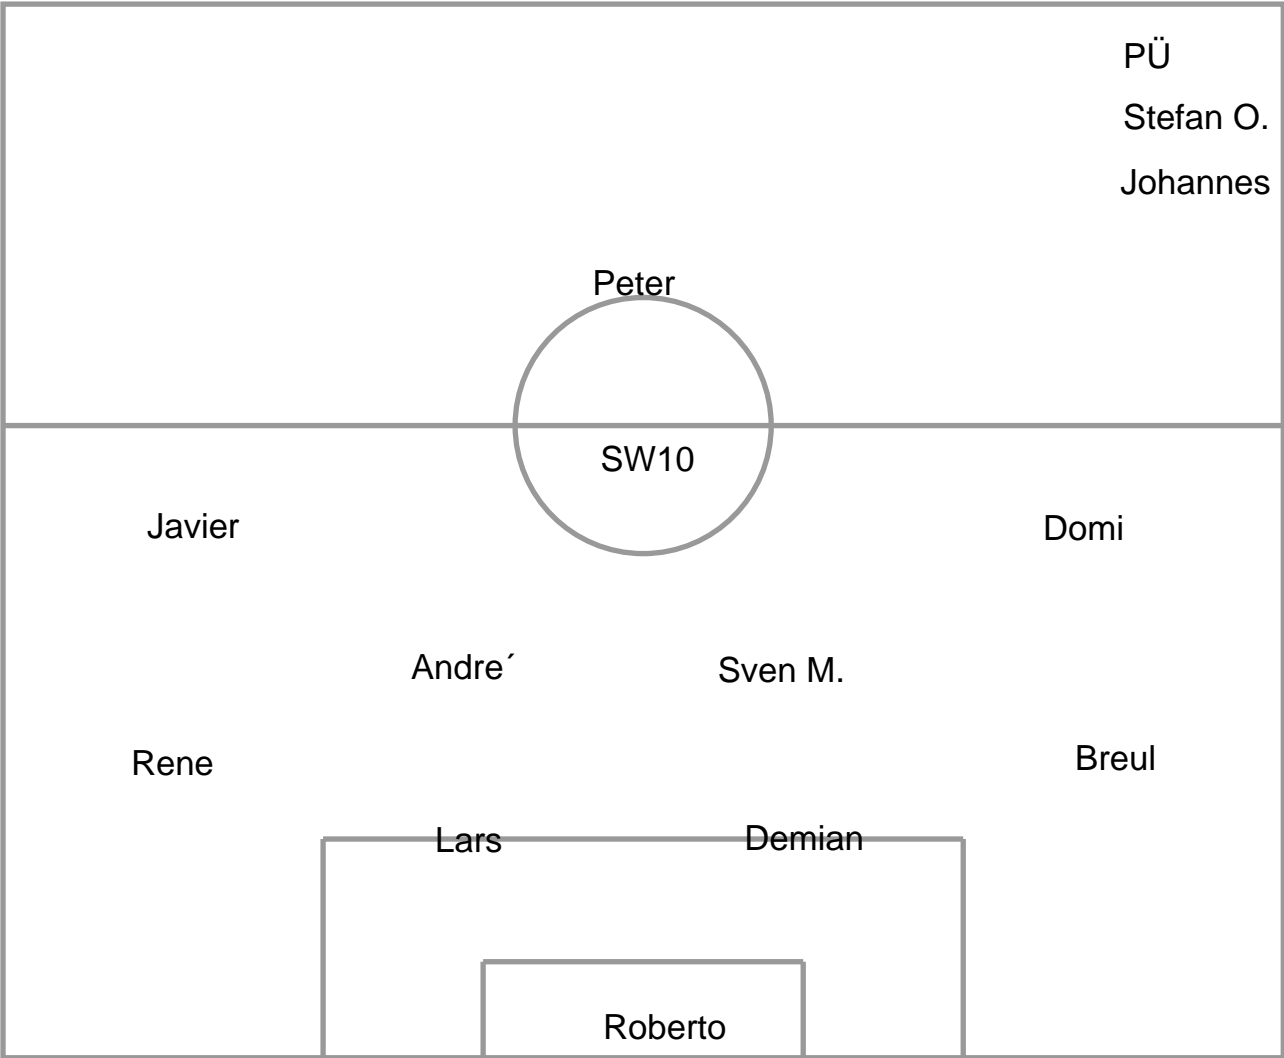 PÜ
Stefan O.
Johannes
Peter
SW10
Javier
Domi
Andre´
Sven M.
Rene
Breul
Lars
Demian
Roberto